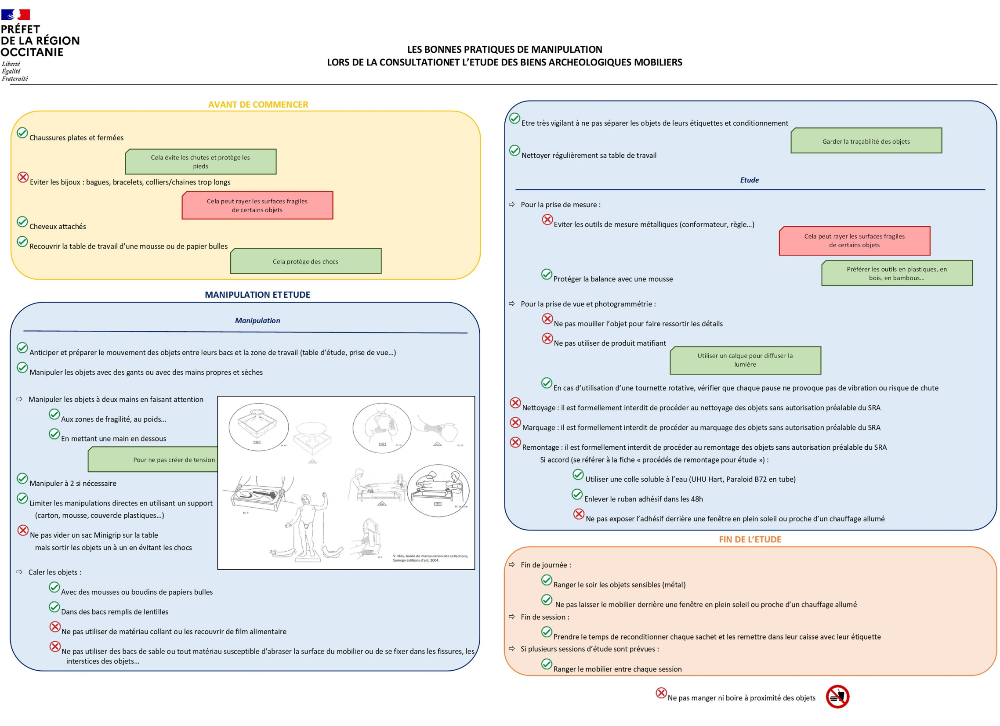 PRÉFET
DE LA RÉGION
OCCITANIE
Liberté
Égalité
Fraternité
LES BONNES PRATIQUES DE MANIPULATION
LORS DE LA CONSULTATIONET L’ETUDE DES BIENS ARCHEOLOGIQUES MOBILIERS
AVANT DE COMMENCER
Chaussures plates et fermées
Cela évite les chutes et protège les
pieds
Eviter les bijoux : bagues, bracelets, colliers/chaines trop longs
Cela peut rayer les surfaces fragiles
de certains objets
Cheveux attachés
Recouvrir la table de travail d’une mousse ou de papier bulles
Cela protège des chocs
MANIPULATION ET ETUDE
Manipulation
Anticiper et préparer le mouvement des objets entre leurs bacs et la zone de travail (table d’étude, prise de vue…)
Manipuler les objets avec des gants ou avec des mains propres et sèches
⇨ Manipuler les objets à deux mains en faisant attention
Aux zones de fragilité, au poids…
En mettant une main en dessous
Pour ne pas créer de tension
Manipuler à 2 si nécessaire
Limiter les manipulations directes en utilisant un support
(carton, mousse, couvercle plastiques…)
Ne pas vider un sac Minigrip sur la table
mais sortir les objets un à un en évitant les chocs
V. Illes, Guide de manipulation des collections,
Samogy éditions d’art, 2004.
⇨ Caler les objets :
Avec des mousses ou boudins de papiers bulles
Dans des bacs remplis de lentilles
Ne pas utiliser de matériau collant ou les recouvrir de film alimentaire
Ne pas utiliser des bacs de sable ou tout matériau susceptible d’abraser la surface du mobilier ou de se fixer dans les fissures, les
interstices des objets…
Etre très vigilant à ne pas séparer les objets de leurs étiquettes et conditionnement
Garder la traçabilité des objets
Nettoyer régulièrement sa table de travail
Etude
⇨ Pour la prise de mesure :
Eviter les outils de mesure métalliques (conformateur, règle…)
Cela peut rayer les surfaces fragiles
de certains objets
Préférer les outils en plastiques, en
bois, en bambous…
Protéger la balance avec une mousse
⇨ Pour la prise de vue et photogrammétrie :
Ne pas mouiller l’objet pour faire ressortir les détails
Ne pas utiliser de produit matifiant
Utiliser un calque pour diffuser la
lumière
En cas d’utilisation d’une tournette rotative, vérifier que chaque pause ne provoque pas de vibration ou risque de chute
Nettoyage : il est formellement interdit de procéder au nettoyage des objets sans autorisation préalable du SRA
Marquage : il est formellement interdit de procéder au marquage des objets sans autorisation préalable du SRA
Remontage : il est formellement interdit de procéder au remontage des objets sans autorisation préalable du SRA
Si accord (se référer à la fiche « procédés de remontage pour étude ») :
Utiliser une colle soluble à l’eau (UHU Hart, Paraloid B72 en tube)
Enlever le ruban adhésif dans les 48h
Ne pas exposer l’adhésif derrière une fenêtre en plein soleil ou proche d’un chauffage allumé
FIN DE L’ETUDE
⇨ Fin de journée :
Ranger le soir les objets sensibles (métal)
Ne pas laisser le mobilier derrière une fenêtre en plein soleil ou proche d’un chauffage allumé
⇨ Fin de session :
Prendre le temps de reconditionner chaque sachet et les remettre dans leur caisse avec leur étiquette
⇨ Si plusieurs sessions d’étude sont prévues :
Ranger le mobilier entre chaque session
Ne pas manger ni boire à proximité des objets